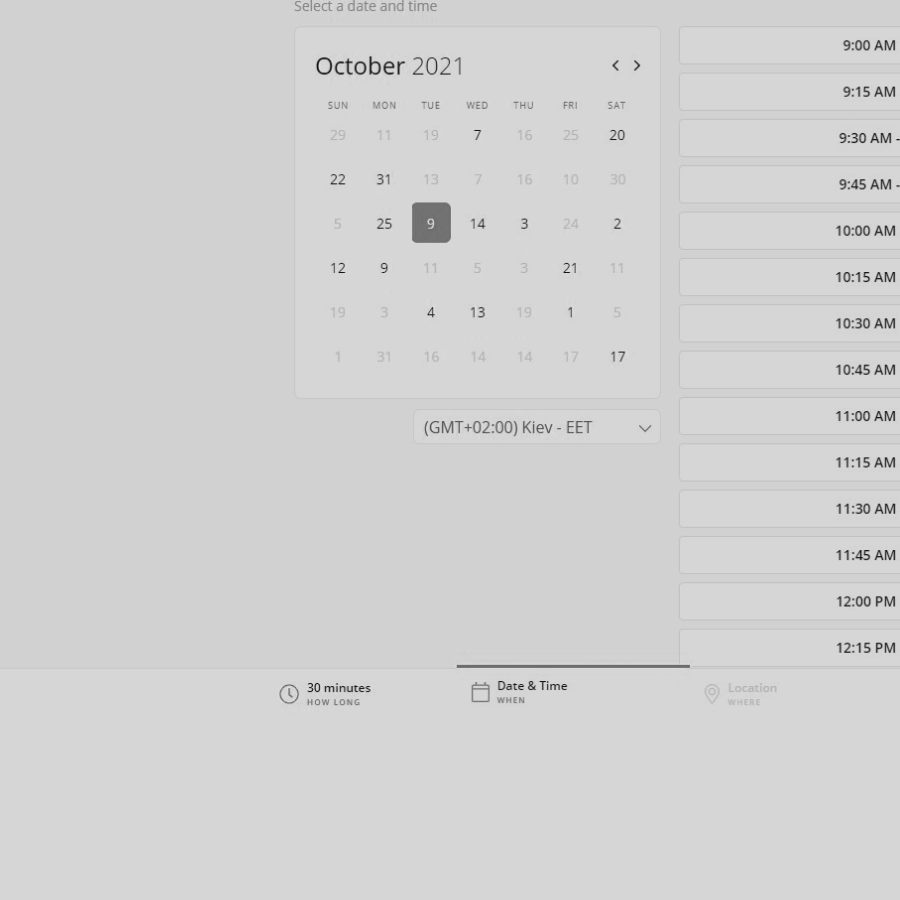 Select a date and time
October 2021
SUN MON TUE WED THU FRI SAT
29 11 19 7 16 25 20
22 31 13 7 16 10 30
5 25 9 14 3 24 2
12 9 11 5 3 21 11
19 3 4 13 19 1 5
1 31 16 14 14 17 17
(GMT+02:00) Kiev - EET
9:00 AM
9:15 AM
9:30 AM -
9:45 AM -
10:00 AM
10:15 AM
10:30 AM
10:45 AM
11:00 AM
11:15 AM
11:30 AM
11:45 AM
12:00 PM
12:15 PM
30 minutes
HOW LONG
Date & Time
WHEN
Location
WHERE